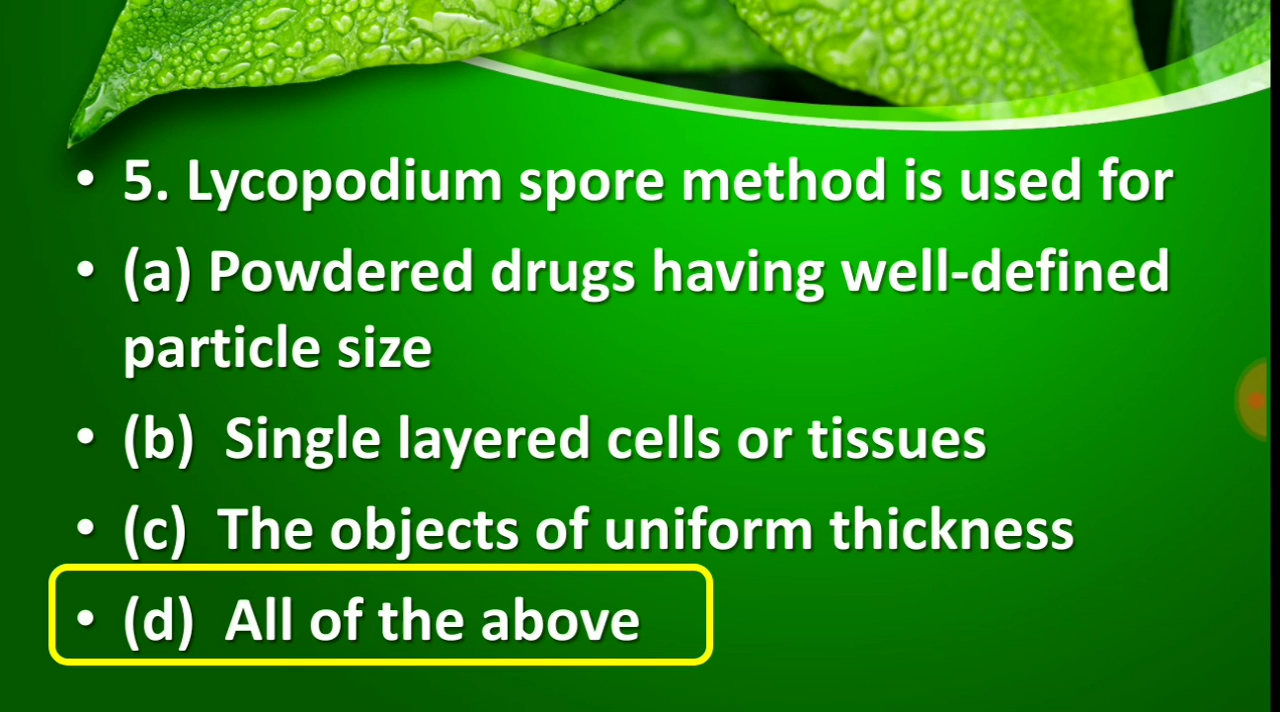 • 5. Lycopodium spore method is used for
• (a) Powdered drugs having well-defined
particle size
• (b) Single layered cells or tissues
• (c) The objects of uniform thickness
• (d) All of the above